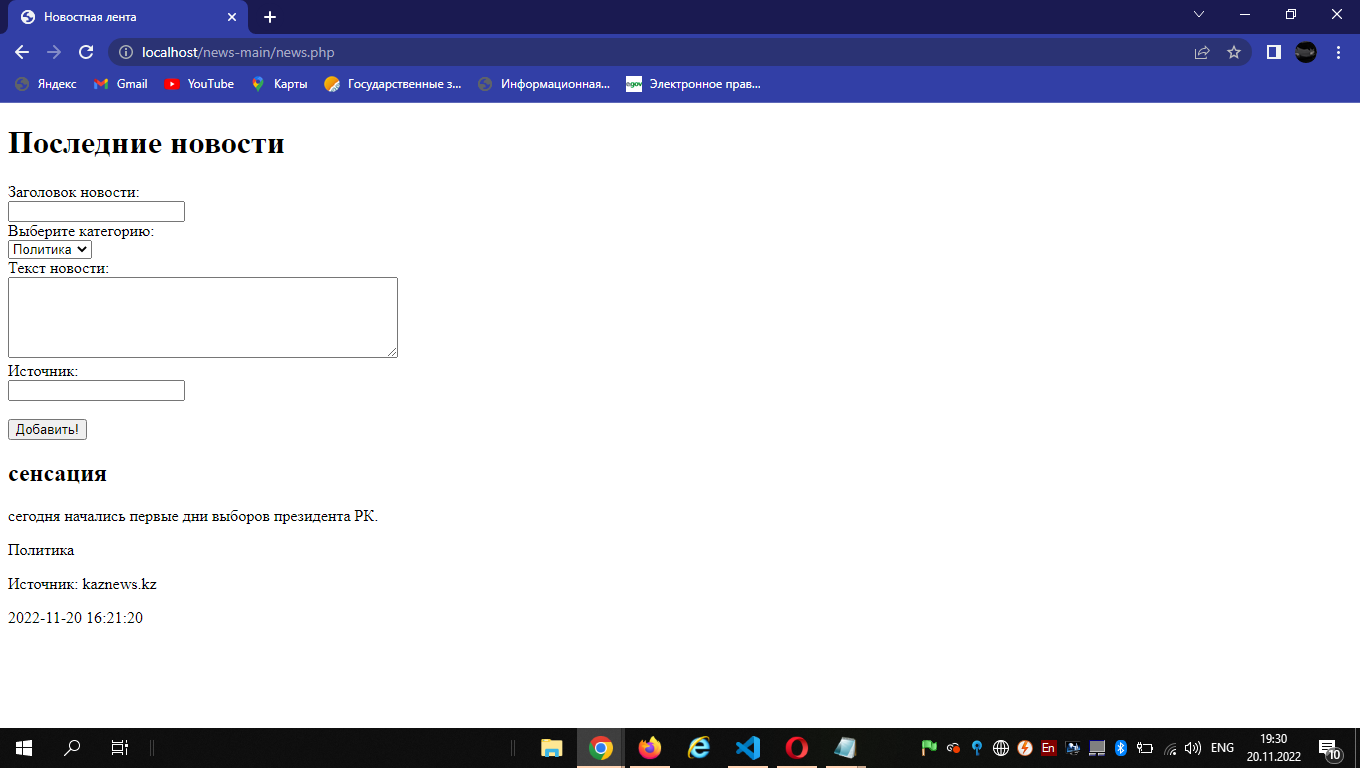 Новостная лента
localhost/news-main/news.php
Яндекс Gmail YouTube Карты Государственные з... Информационная... egov Электронное прав...
Последние новости
Заголовок новости:
Выберите категорию:
Политика
Текст новости:
Источник:
Добавить!
сенсация
сегодня начались первые дни выборов президента РК.
Политика
Источник: kaznews.kz
2022-11-20 16:21:20
En ENG 19:30
20.11.2022
10